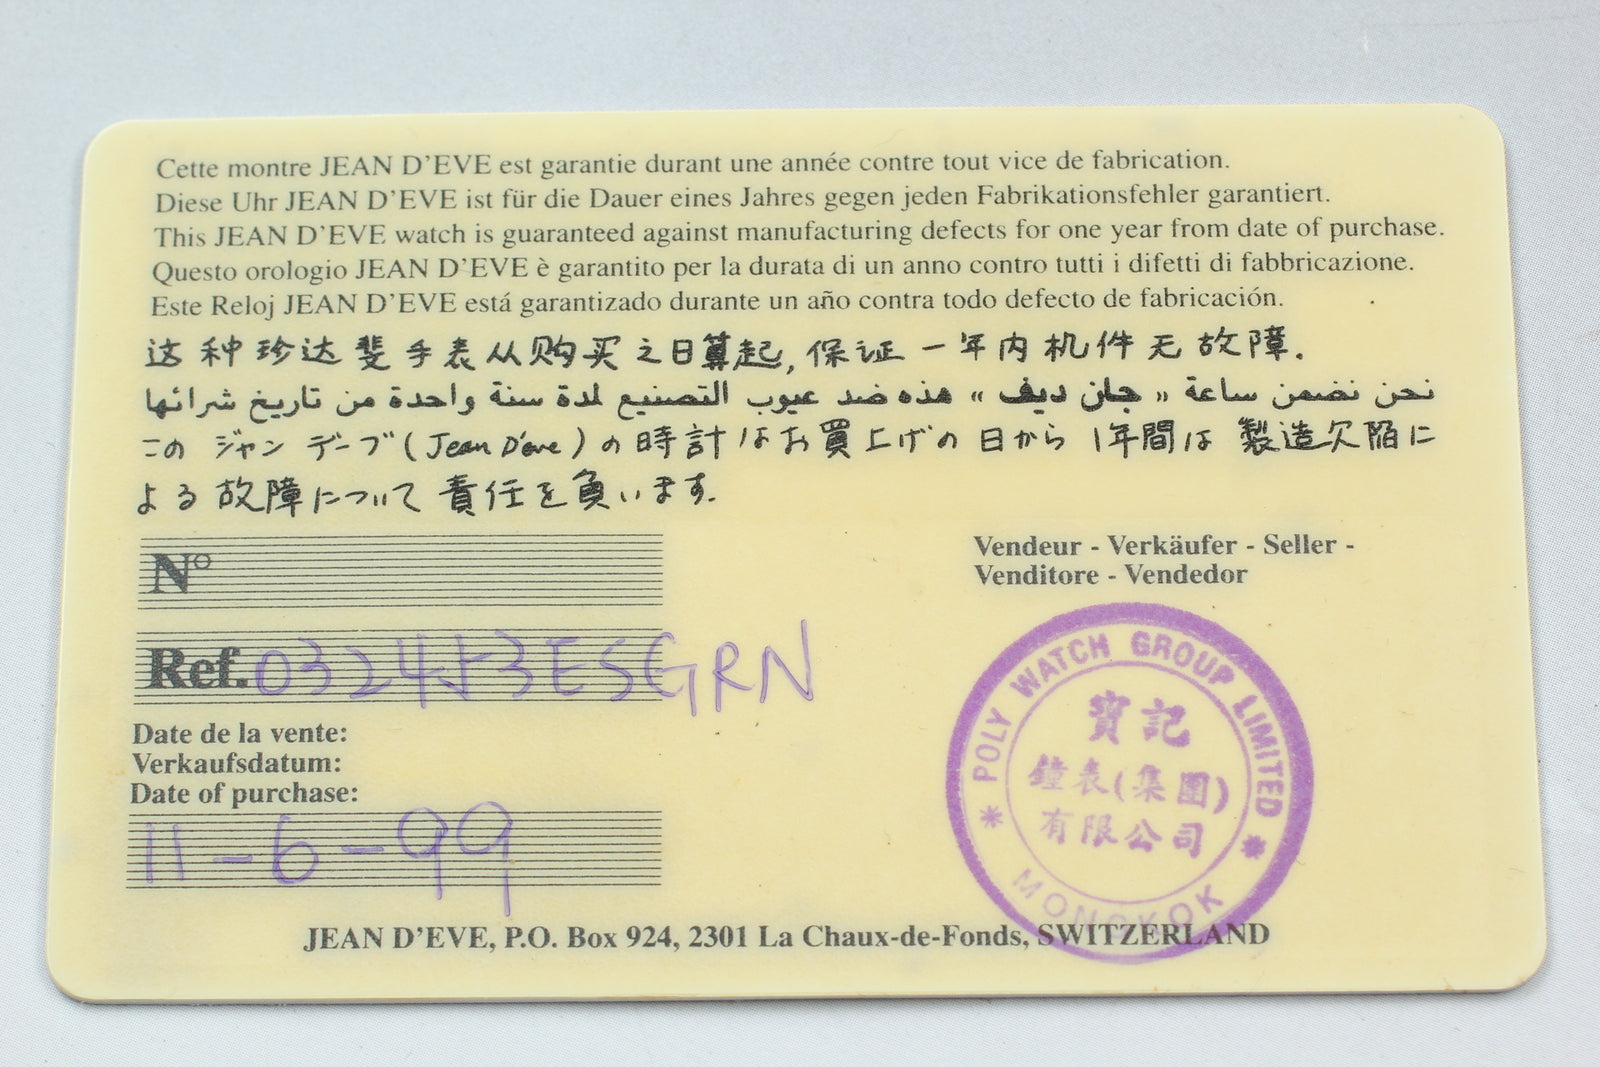 Cette montre JEAN D'EVE est garantie durant une année contre tout vice de fabrication.
Diese Uhr JEAN D'EVE ist für die Dauer eines Jahres gegen jeden Fabrikationsfehler garantiert.
This JEAN D'EVE watch is guaranteed against manufacturing defects for one year from date of purchase.
Questo orologio JEAN D'EVE è garantito per la durata di un anno contro tutti i difetti di fabbricazione.
Este Reloj JEAN D'EVE está garantizado durante un año contra todo defecto de fabricación.
这种珍达斐手表从购买之日算起,保证一年内机件无故障.
نحن نضمن ساعة « جان ديف » هذه ضد عيوب التصنيع لمدة سنة واحدة من تاريخ شرائها
この ジャン デーブ(Jean D'eve)の時計はお買上げの日から 1年間は製造欠陥に
よる故障について責任を負います.
Nº
Ref.
Date de la vente:
Verkaufsdatum:
Date of purchase:
11-6-99
Vendeur - Verkäufer - Seller -
Venditore - Vendedor
POLY WATCH GROUP LIMITED
寶記
鐘表(集團)
有限公司
MONGKOK
JEAN D'EVE, P.O. Box 924, 2301 La Chaux-de-Fonds, SWITZERLAND